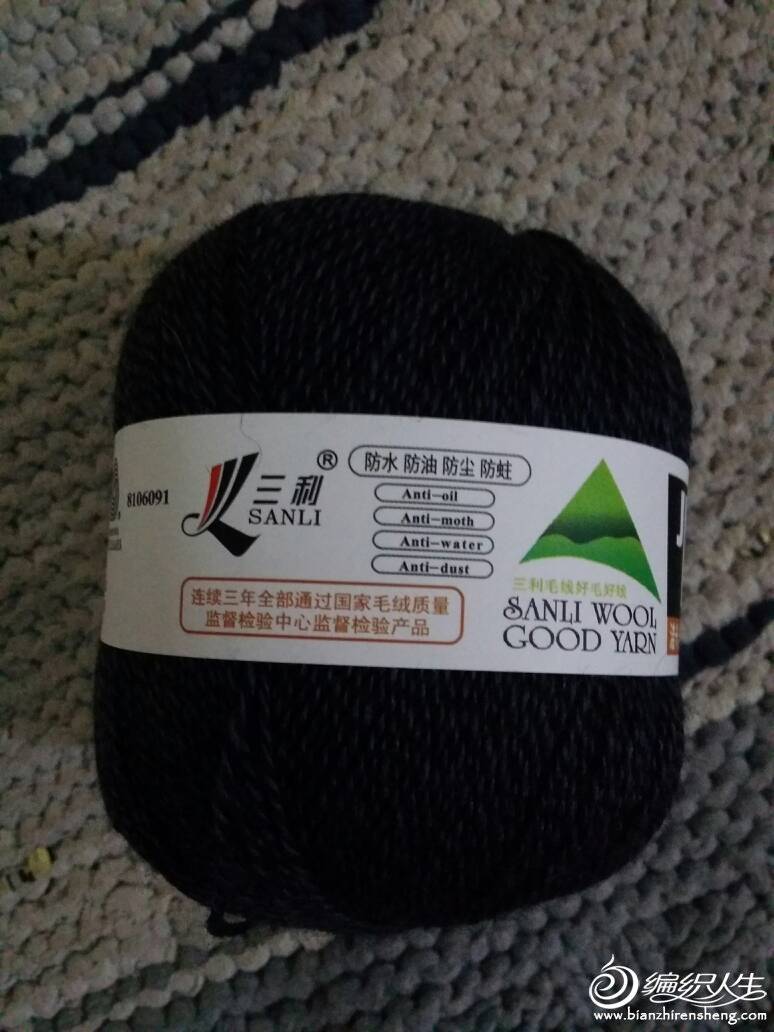 8106091
三利®
SANLI
防水 防油 防尘 防蛀
Anti-oil
Anti-moth
Anti-water
Anti-dust
连续三年全部通过国家毛绒质量
监督检验中心监督检验产品
三利毛线好毛好线
SANLI WOOL
GOOD YARN
编织人生
www.bianzhirensheng.com